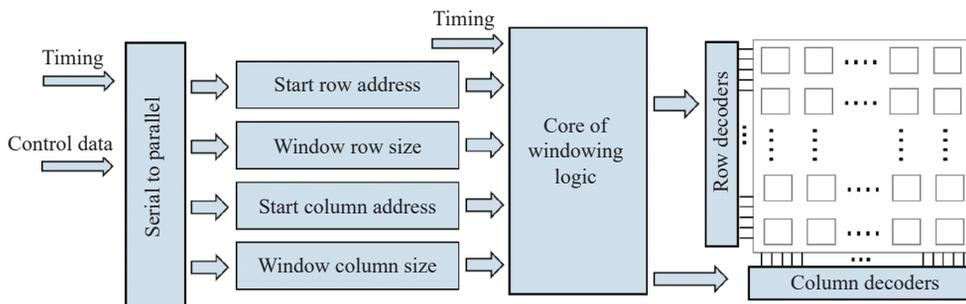 Timing
Timing
Control data
Serial to parallel
Start row address
Window row size
Start column address
Window column size
Core of
windowing
logic
Row decoders
Column decoders